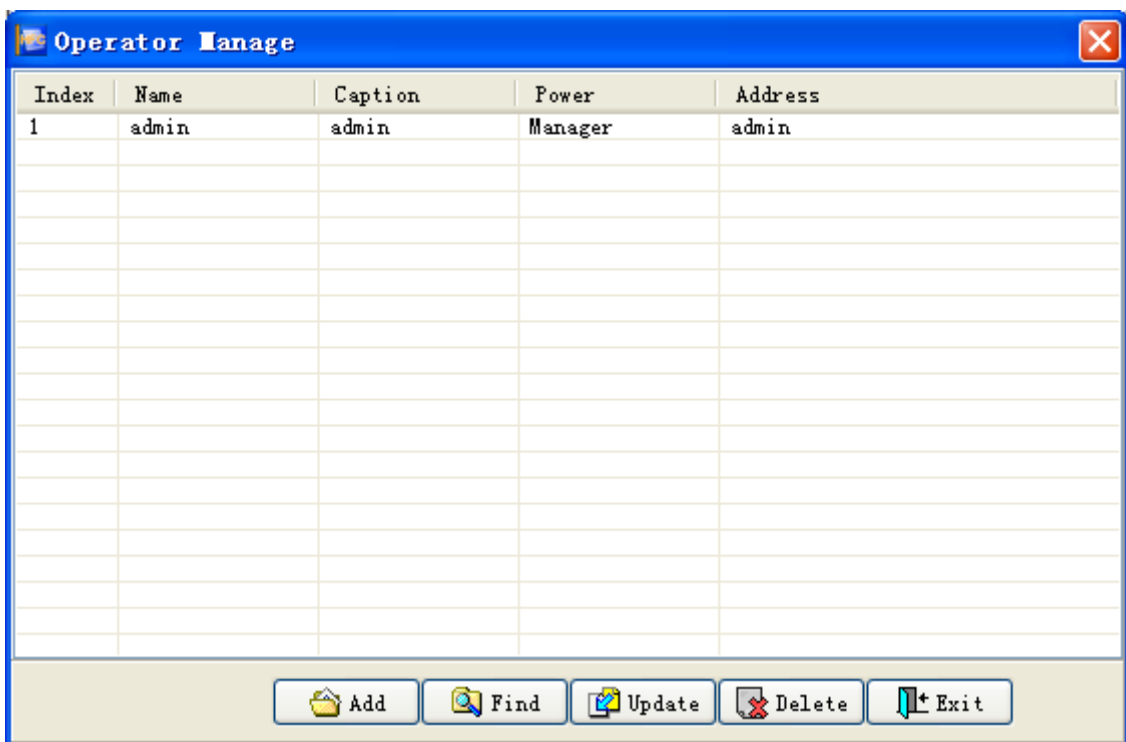 Operator Manage
Index Name Caption Power Address
1 admin admin Manager admin
Add Find Update Delete Exit